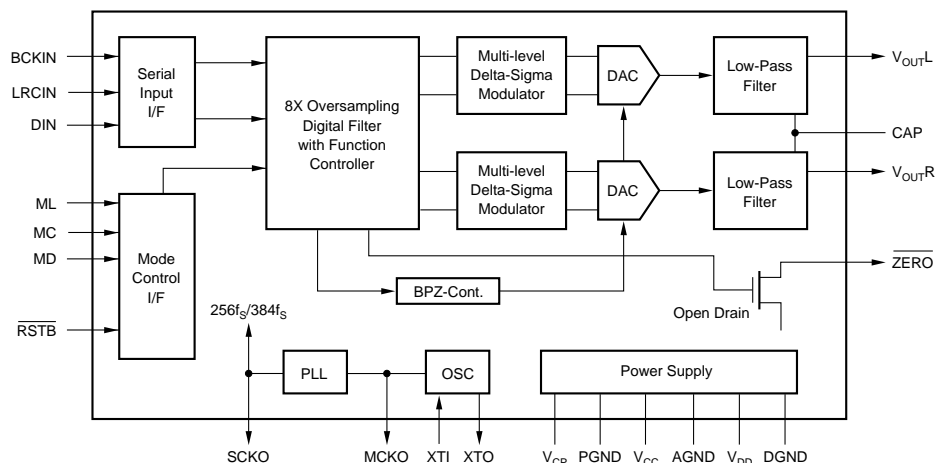 BCKIN
LRCIN
DIN
Serial
Input
I/F
8X Oversampling
Digital Filter
with Function
Controller
Multi-level
Delta-Sigma
Modulator
DAC
Low-Pass
Filter
VOUTL
CAP
Multi-level
Delta-Sigma
Modulator
DAC
Low-Pass
Filter
VOUTR
ML
MC
MD
RSTB
Mode
Control
I/F
BPZ-Cont.
Open Drain
ZERO
256fS/384fS
PLL
OSC
Power Supply
SCKO
MCKO
XTI
XTO
VCP
PGND
VCC
AGND
VDD
DGND